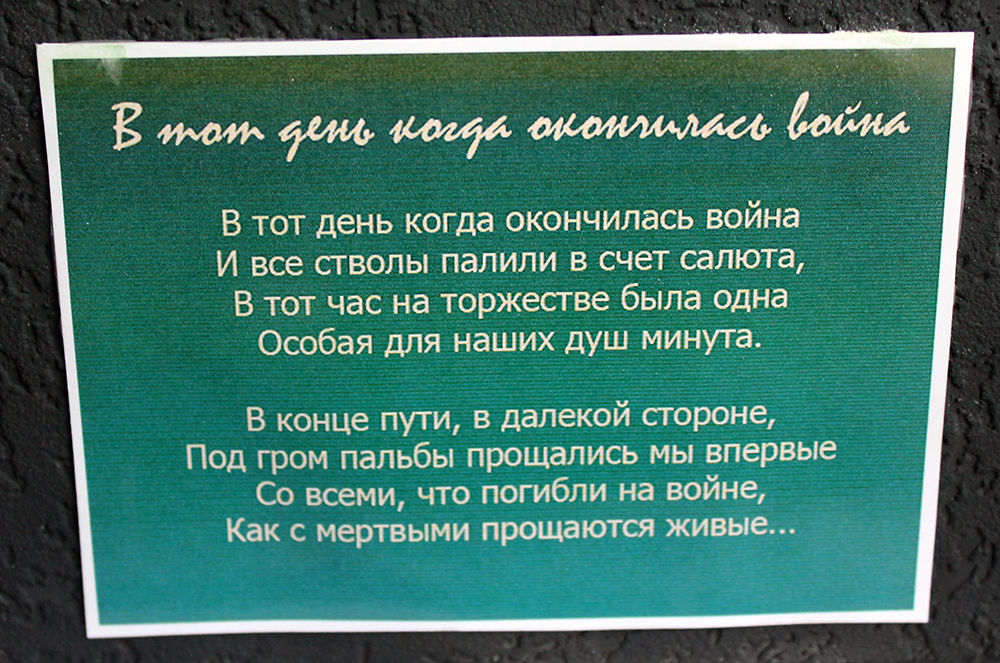 В тот день когда окончилась война
В тот день когда окончилась война
И все стволы палили в счет салюта,
В тот час на торжестве была одна
Особая для наших душ минута.
В конце пути, в далекой стороне,
Под гром пальбы прощались мы впервые
Со всеми, что погибли на войне,
Как с мертвыми прощаются живые...